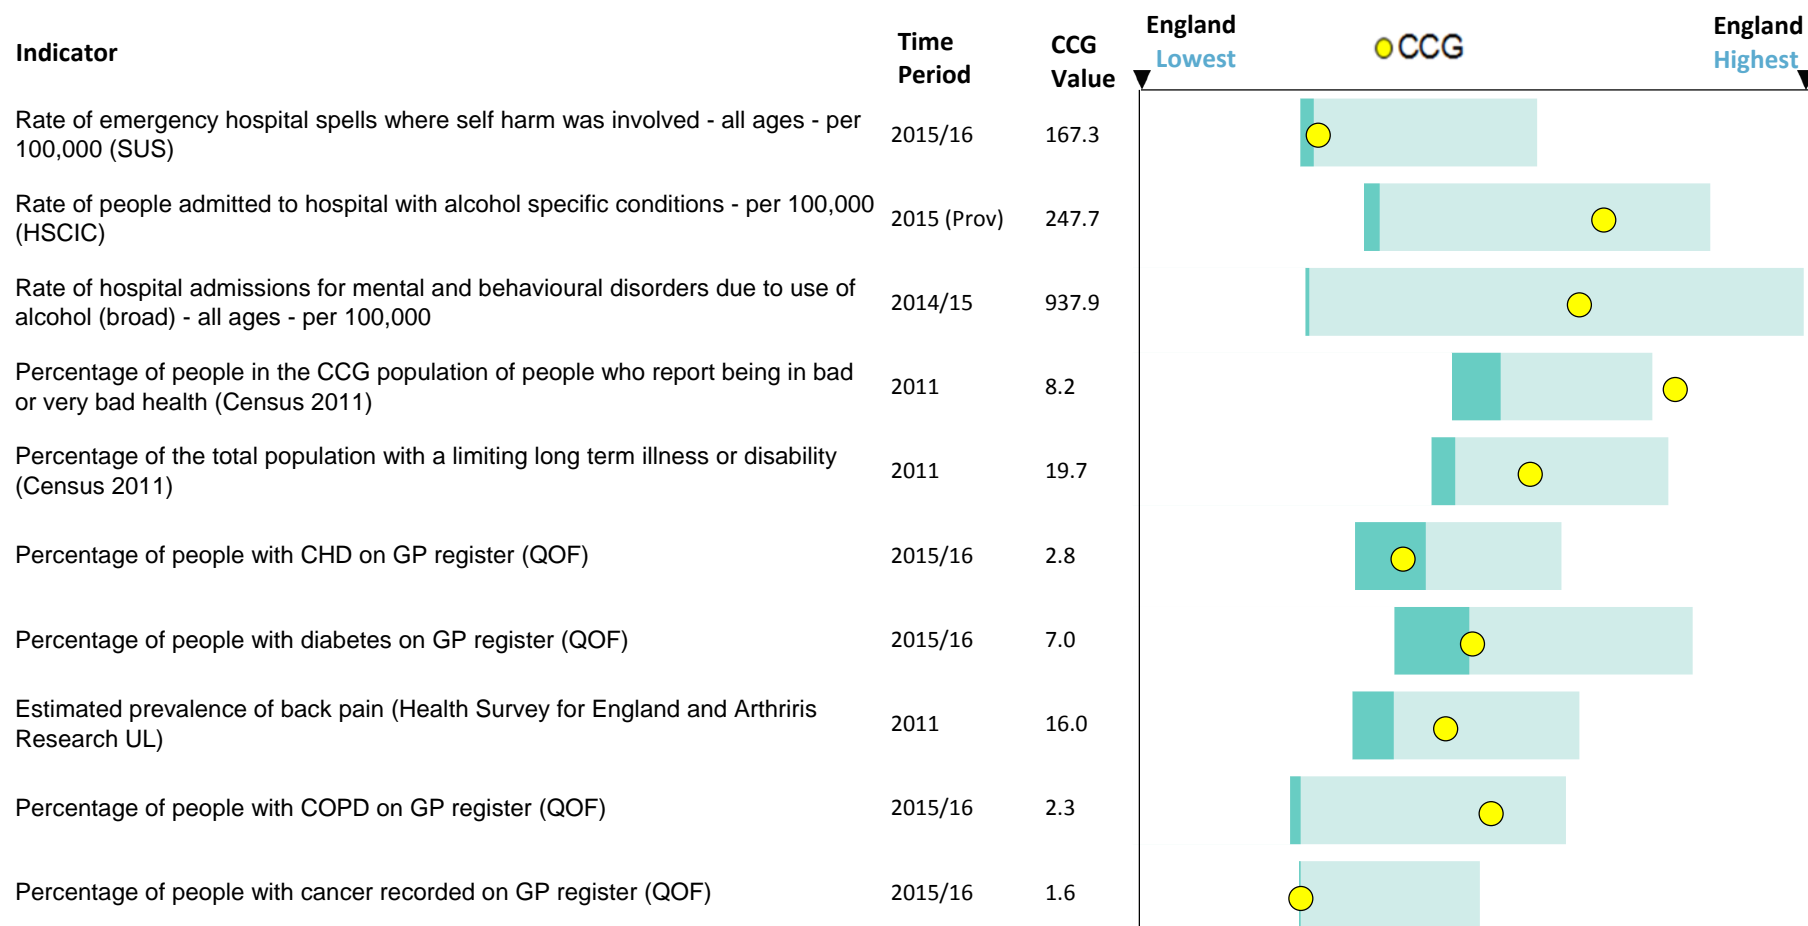 Indicator
Time
Period
CCG
Value
England
Lowest
CCG
England
Highest
Rate of emergency hospital spells where self harm was involved - all ages - per
100,000 (SUS)
2015/16
167.3
Rate of people admitted to hospital with alcohol specific conditions - per 100,000
(HSCIC)
2015 (Prov)
247.7
Rate of hospital admissions for mental and behavioural disorders due to use of
alcohol (broad) - all ages - per 100,000
2014/15
937.9
Percentage of people in the CCG population of people who report being in bad
or very bad health (Census 2011)
2011
8.2
Percentage of the total population with a limiting long term illness or disability
(Census 2011)
2011
19.7
Percentage of people with CHD on GP register (QOF)
2015/16
2.8
Percentage of people with diabetes on GP register (QOF)
2015/16
7.0
Estimated prevalence of back pain (Health Survey for England and Arthriris
Research UL)
2011
16.0
Percentage of people with COPD on GP register (QOF)
2015/16
2.3
Percentage of people with cancer recorded on GP register (QOF)
2015/16
1.6